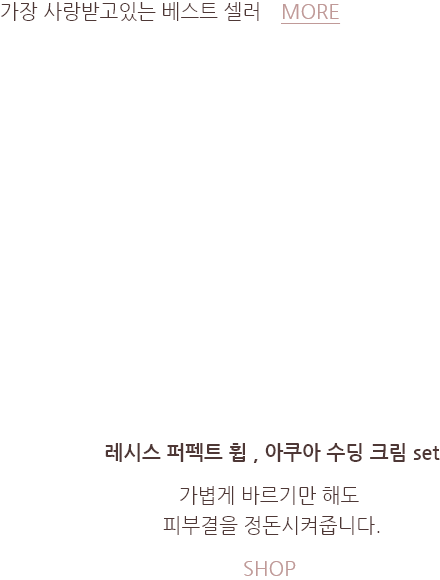 가장 사랑받고있는 베스트 셀러 MORE
레시스 퍼펙트 휩 , 아쿠아 수딩 크림 set
가볍게 바르기만 해도
피부결을 정돈시켜줍니다.
SHOP